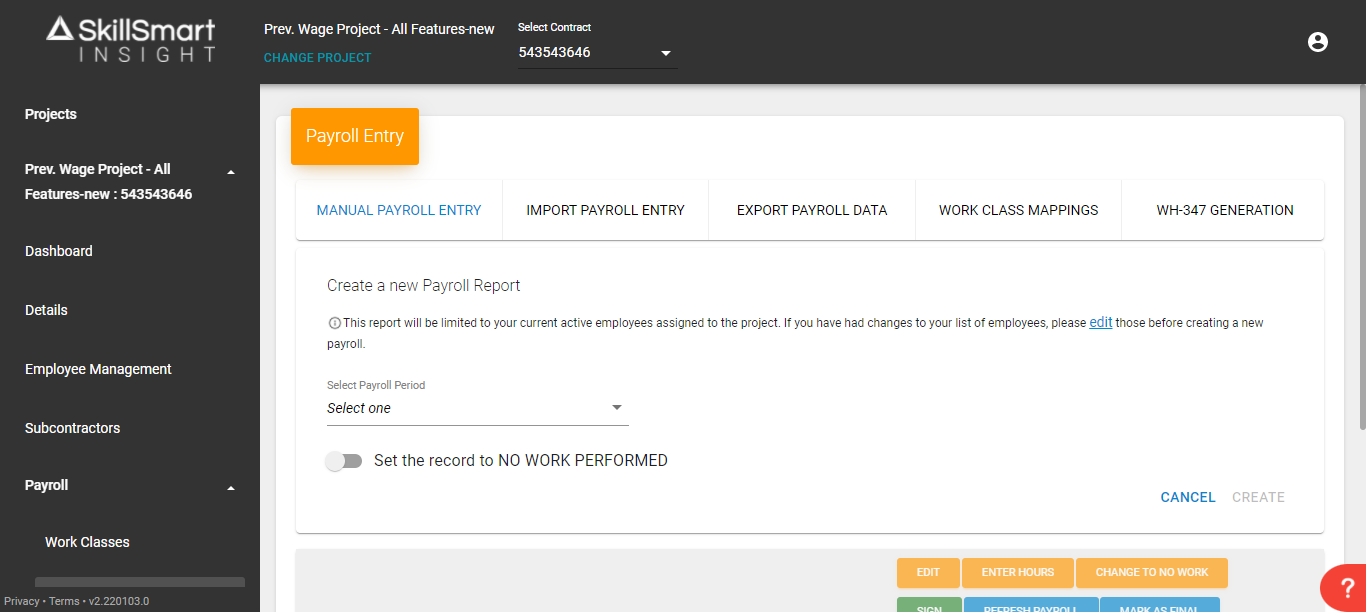 SkillSmart
INSIGHT
Prev. Wage Project - All Features-new
CHANGE PROJECT
Select Contract
543543646
Projects
Prev. Wage Project - All
Features-new : 543543646
Dashboard
Details
Employee Management
Subcontractors
Payroll
Work Classes
Privacy • Terms • v2.220103.0
Payroll Entry
MANUAL PAYROLL ENTRY
IMPORT PAYROLL ENTRY
EXPORT PAYROLL DATA
WORK CLASS MAPPINGS
WH-347 GENERATION
Create a new Payroll Report
This report will be limited to your current active employees assigned to the project. If you have had changes to your list of employees, please edit those before creating a new
payroll.
Select Payroll Period
Select one
Set the record to NO WORK PERFORMED
CANCEL
CREATE
EDIT
ENTER HOURS
CHANGE TO NO WORK
SIGN
REFRESH PAYROLL
MARK AS FINAL
?